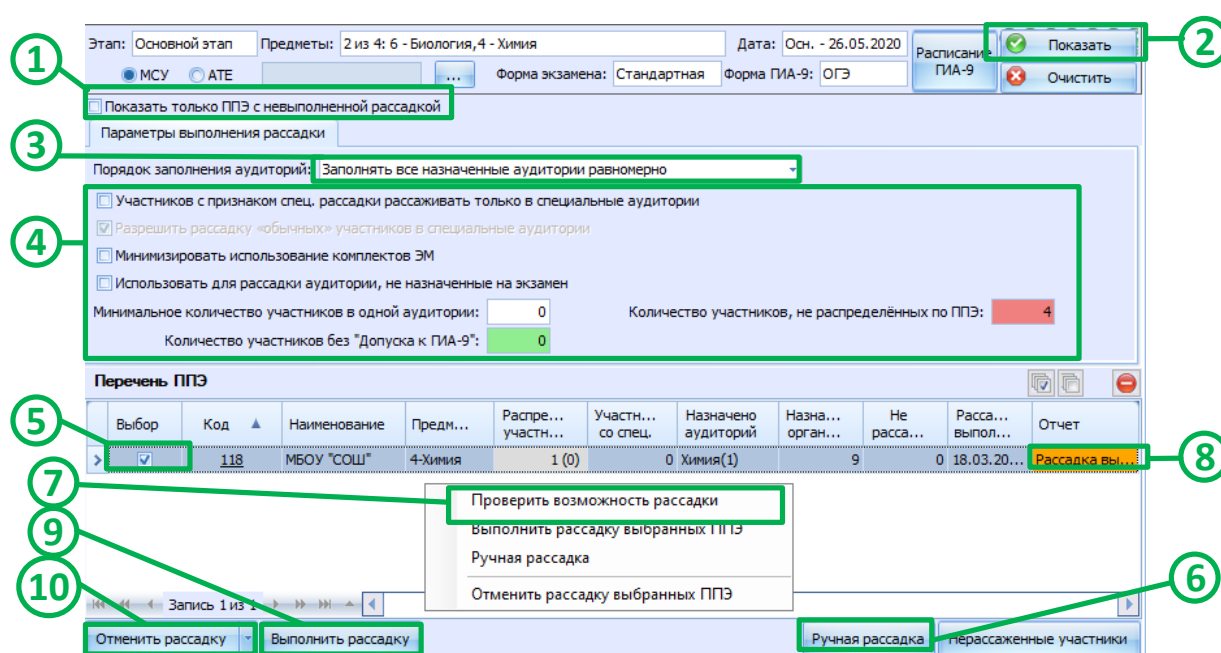 Этап: Основной этап Предметы: 2 из 4: 6 - Биология,4 - Химия Дата: Осн. - 26.05.2020 Расписание ГИА-9 Показать 2
1 МСУ АТЕ ... Форма экзамена: Стандартная Форма ГИА-9: ОГЭ Очистить
Показать только ППЭ с невыполненной рассадкой
Параметры выполнения рассадки
3
Порядок заполнения аудиторий: Заполнять все назначенные аудитории равномерно
Участников с признаком спец. рассадки рассаживать только в специальные аудитории
4 Разрешить рассадку «обычных» участников в специальные аудитории
Минимизировать использование комплектов ЭМ
Использовать для рассадки аудитории, не назначенные на экзамен
Минимальное количество участников в одной аудитории: 0 Количество участников, не распределённых по ППЭ: 4
Количество участников без "Допуска к ГИА-9": 0
Перечень ППЭ
5 Выбор Код Наименование Предм... Распре... участн... Участн... со спец. Назначено аудиторий Назна... орган... Не расса... Расса... выпол... Отчет
118 МБОУ "СОШ" 4-Химия 1 (0) 0 Химия(1) 9 0 18.03.20... Рассадка вы... 8
7 Проверить возможность рассадки
9 Выполнить рассадку выбранных ППЭ
Ручная рассадка
10 Отменить рассадку выбранных ППЭ 6
Запись 1 из 1
Отменить рассадку Выполнить рассадку Ручная рассадка Нерассаженные участники